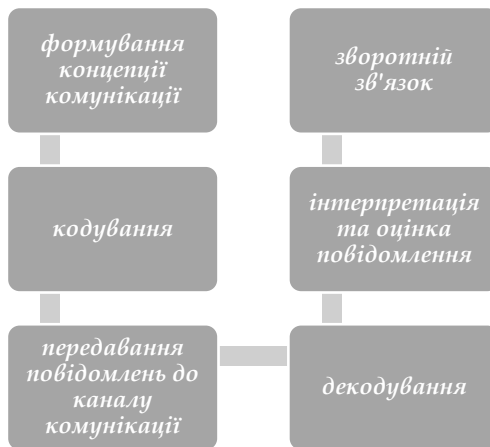 формування
концепції
комунікації
кодування
передавання
повідомлень до
каналу
комунікації
декодування
інтерпретація
та оцінка
повідомлення
зворотній
зв'язок